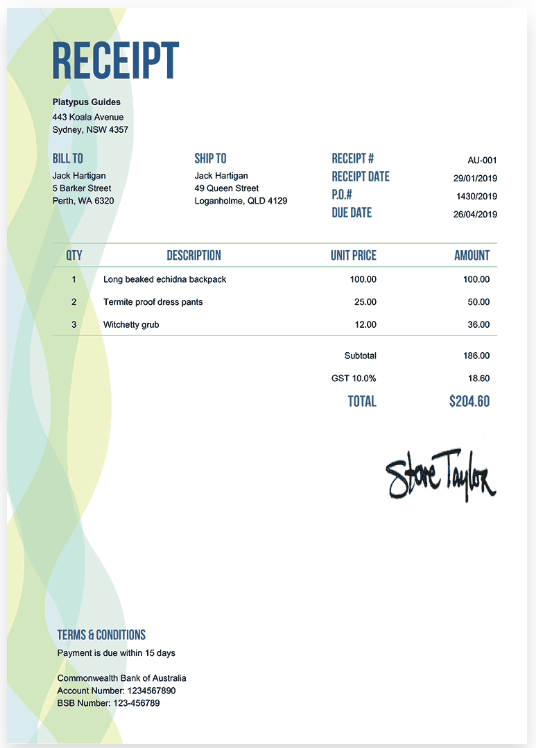 RECEIPT
Platypus Guides
443 Koala Avenue
Sydney, NSW 4357
BILL TO
Jack Hartigan
5 Barker Street
Perth, WA 6320
SHIP TO
Jack Hartigan
49 Queen Street
Loganholme, QLD 4129
RECEIPT # AU-001
RECEIPT DATE 29/01/2019
P.O.# 1430/2019
DUE DATE 26/04/2019
QTY DESCRIPTION UNIT PRICE AMOUNT
1 Long beaked echidna backpack 100.00 100.00
2 Termite proof dress pants 25.00 50.00
3 Witchetty grub 12.00 36.00
Subtotal 186.00
GST 10.0% 18.60
TOTAL $204.60
Steve Taylor
TERMS & CONDITIONS
Payment is due within 15 days
Commonwealth Bank of Australia
Account Number: 1234567890
BSB Number: 123-456789